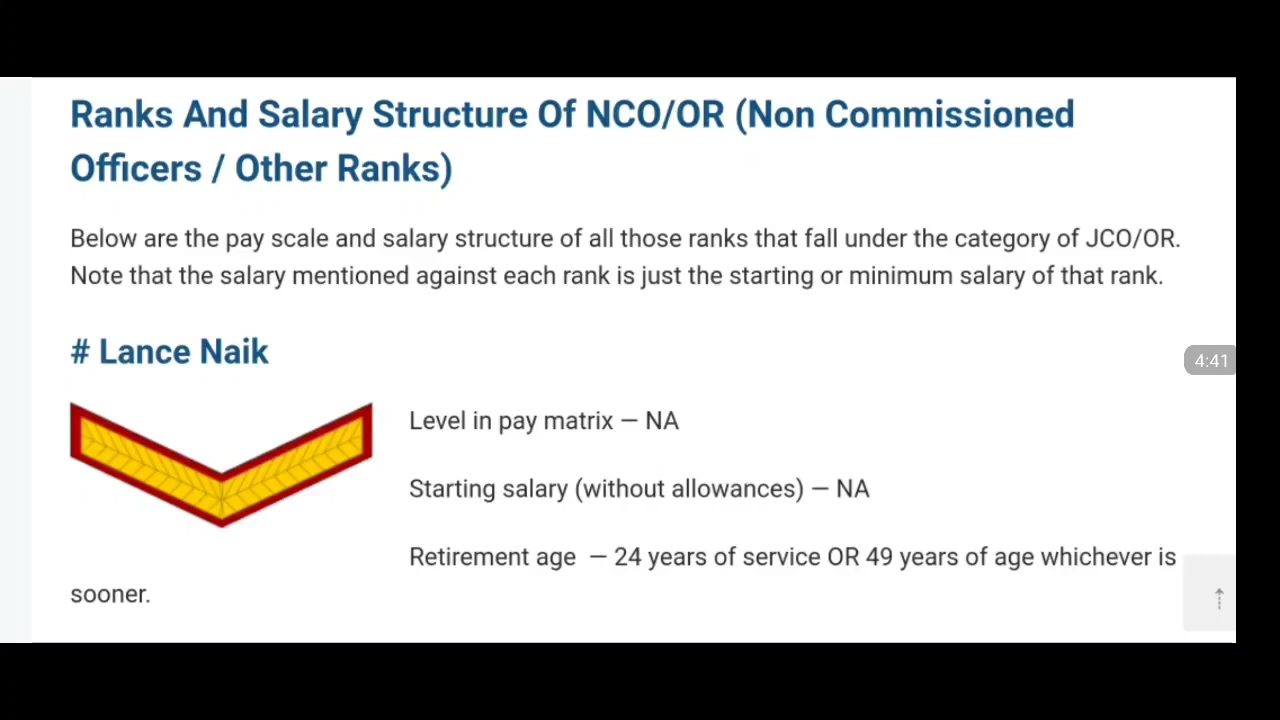 Ranks And Salary Structure Of NCO/OR (Non Commissioned
Officers / Other Ranks)
Below are the pay scale and salary structure of all those ranks that fall under the category of JCO/OR.
Note that the salary mentioned against each rank is just the starting or minimum salary of that rank.
# Lance Naik
4:41
Level in pay matrix — NA
Starting salary (without allowances) — NA
Retirement age — 24 years of service OR 49 years of age whichever is
sooner.